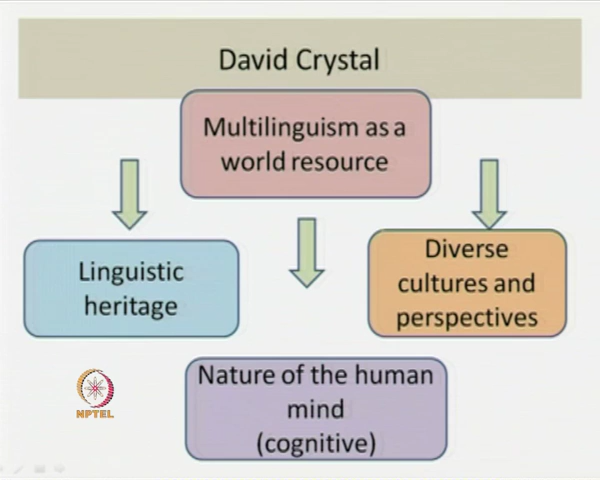 David Crystal
Multilinguism as a
world resource
Linguistic
heritage
Diverse
cultures and
perspectives
Nature of the human
mind
(cognitive)
NPTEL